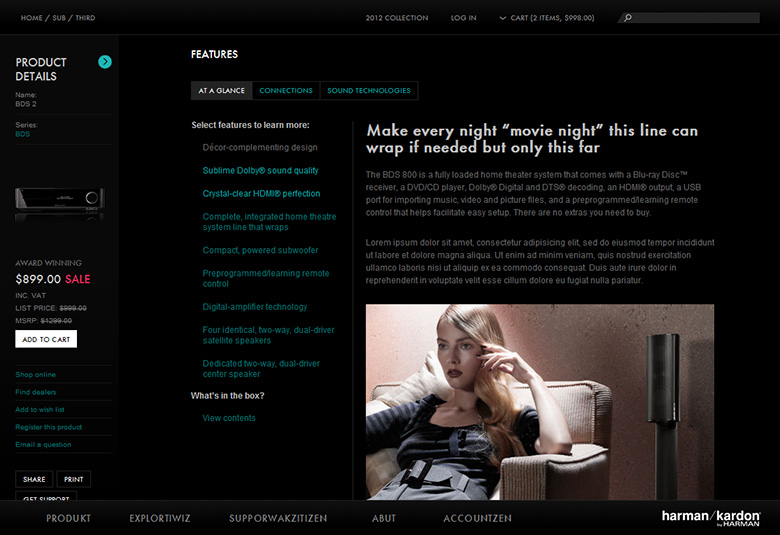 HOME / SUB / THIRD
2012 COLLECTION
LOG IN
CART (2 ITEMS, $998.00)
PRODUCT
DETAILS
Name:
BDS 2
Series:
BDS
AWARD WINNING
$899.00 SALE
INC. VAT
LIST PRICE: $999.00
MSRP: $1299.00
ADD TO CART
Shop online
Find dealers
Add to wish list
Register this product
Email a question
SHARE
PRINT
GET SUPPORT
FEATURES
AT A GLANCE
CONNECTIONS
SOUND TECHNOLOGIES
Select features to learn more:
Décor-complementing design
Sublime Dolby® sound quality
Crystal-clear HDMI® perfection
Complete, integrated home theatre
system line that wraps
Compact, powered subwoofer
Preprogrammed/learning remote
control
Digital-amplifier technology
Four identical, two-way, dual-driver
satellite speakers
Dedicated two-way, dual-driver
center speaker
What's in the box?
View contents
Make every night “movie night” this line can
wrap if needed but only this far
The BDS 800 is a fully loaded home theater system that comes with a Blu-ray Disc™
receiver, a DVD/CD player, Dolby® Digital and DTS® decoding, an HDMI® output, a USB
port for importing music, video and picture files, and a preprogrammed/learning remote
control that helps facilitate easy setup. There are no extras you need to buy.
Lorem ipsum dolor sit amet, consectetur adipisicing elit, sed do eiusmod tempor incididunt
ut labore et dolore magna aliqua. Ut enim ad minim veniam, quis nostrud exercitation
ullamco laboris nisi ut aliquip ex ea commodo consequat. Duis aute irure dolor in
reprehenderit in voluptate velit esse cillum dolore eu fugiat nulla pariatur.
PRODUKT
EXPLORTIWIZ
SUPPORWAKZITIZEN
ABUT
ACCOUNTZEN
harman/kardon®
by HARMAN